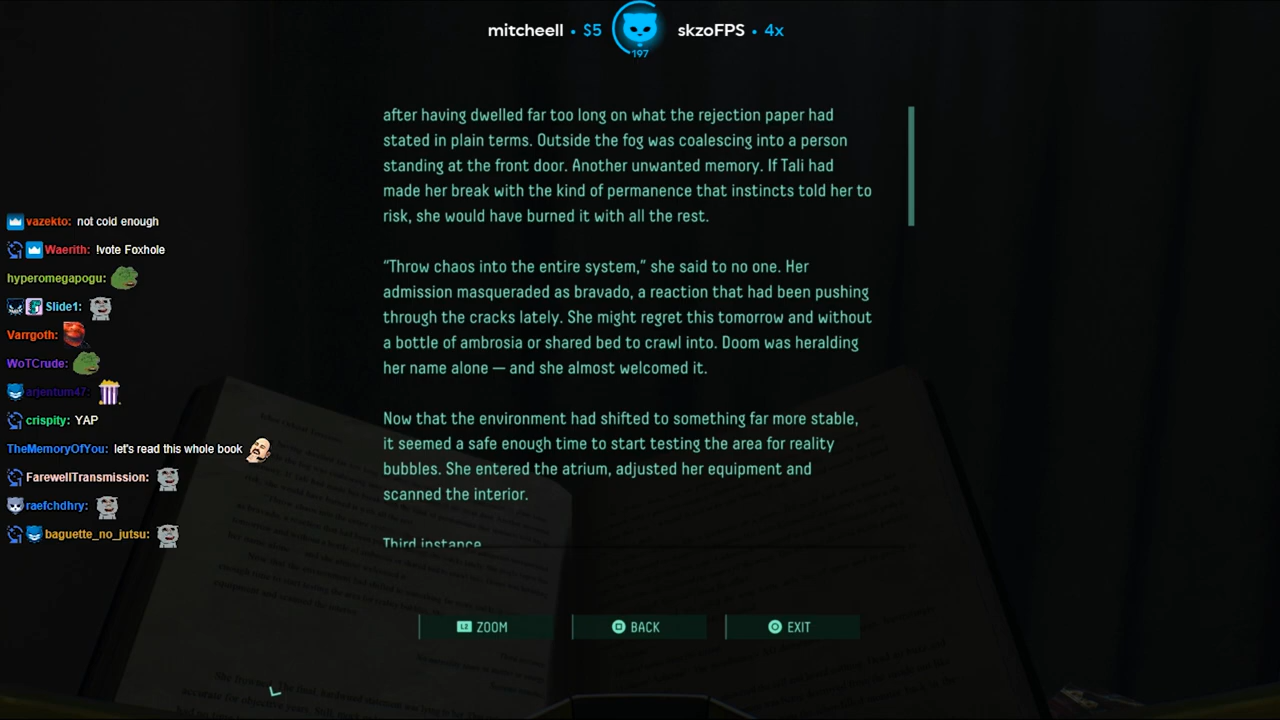 mitcheell • $5
skzoFPS • 4x
197
after having dwelled far too long on what the rejection paper had
stated in plain terms. Outside the fog was coalescing into a person
standing at the front door. Another unwanted memory. If Tali had
made her break with the kind of permanence that instincts told her to
risk, she would have burned it with all the rest.
“Throw chaos into the entire system,” she said to no one. Her
admission masqueraded as bravado, a reaction that had been pushing
through the cracks lately. She might regret this tomorrow and without
a bottle of ambrosia or shared bed to crawl into. Doom was heralding
her name alone — and she almost welcomed it.
Now that the environment had shifted to something far more stable,
it seemed a safe enough time to start testing the area for reality
bubbles. She entered the atrium, adjusted her equipment and
scanned the interior.
Third instance
vazekto: not cold enough
Waerith: !vote Foxhole
hyperomegapogu:
Slide1:
Varrgoth:
WoTCrude:
arjentum47:
crispity: YAP
TheMemoryOfYou: let's read this whole book
FarewellTransmission:
raefchdhry:
baguette_no_jutsu:
L2 ZOOM
BACK
EXIT